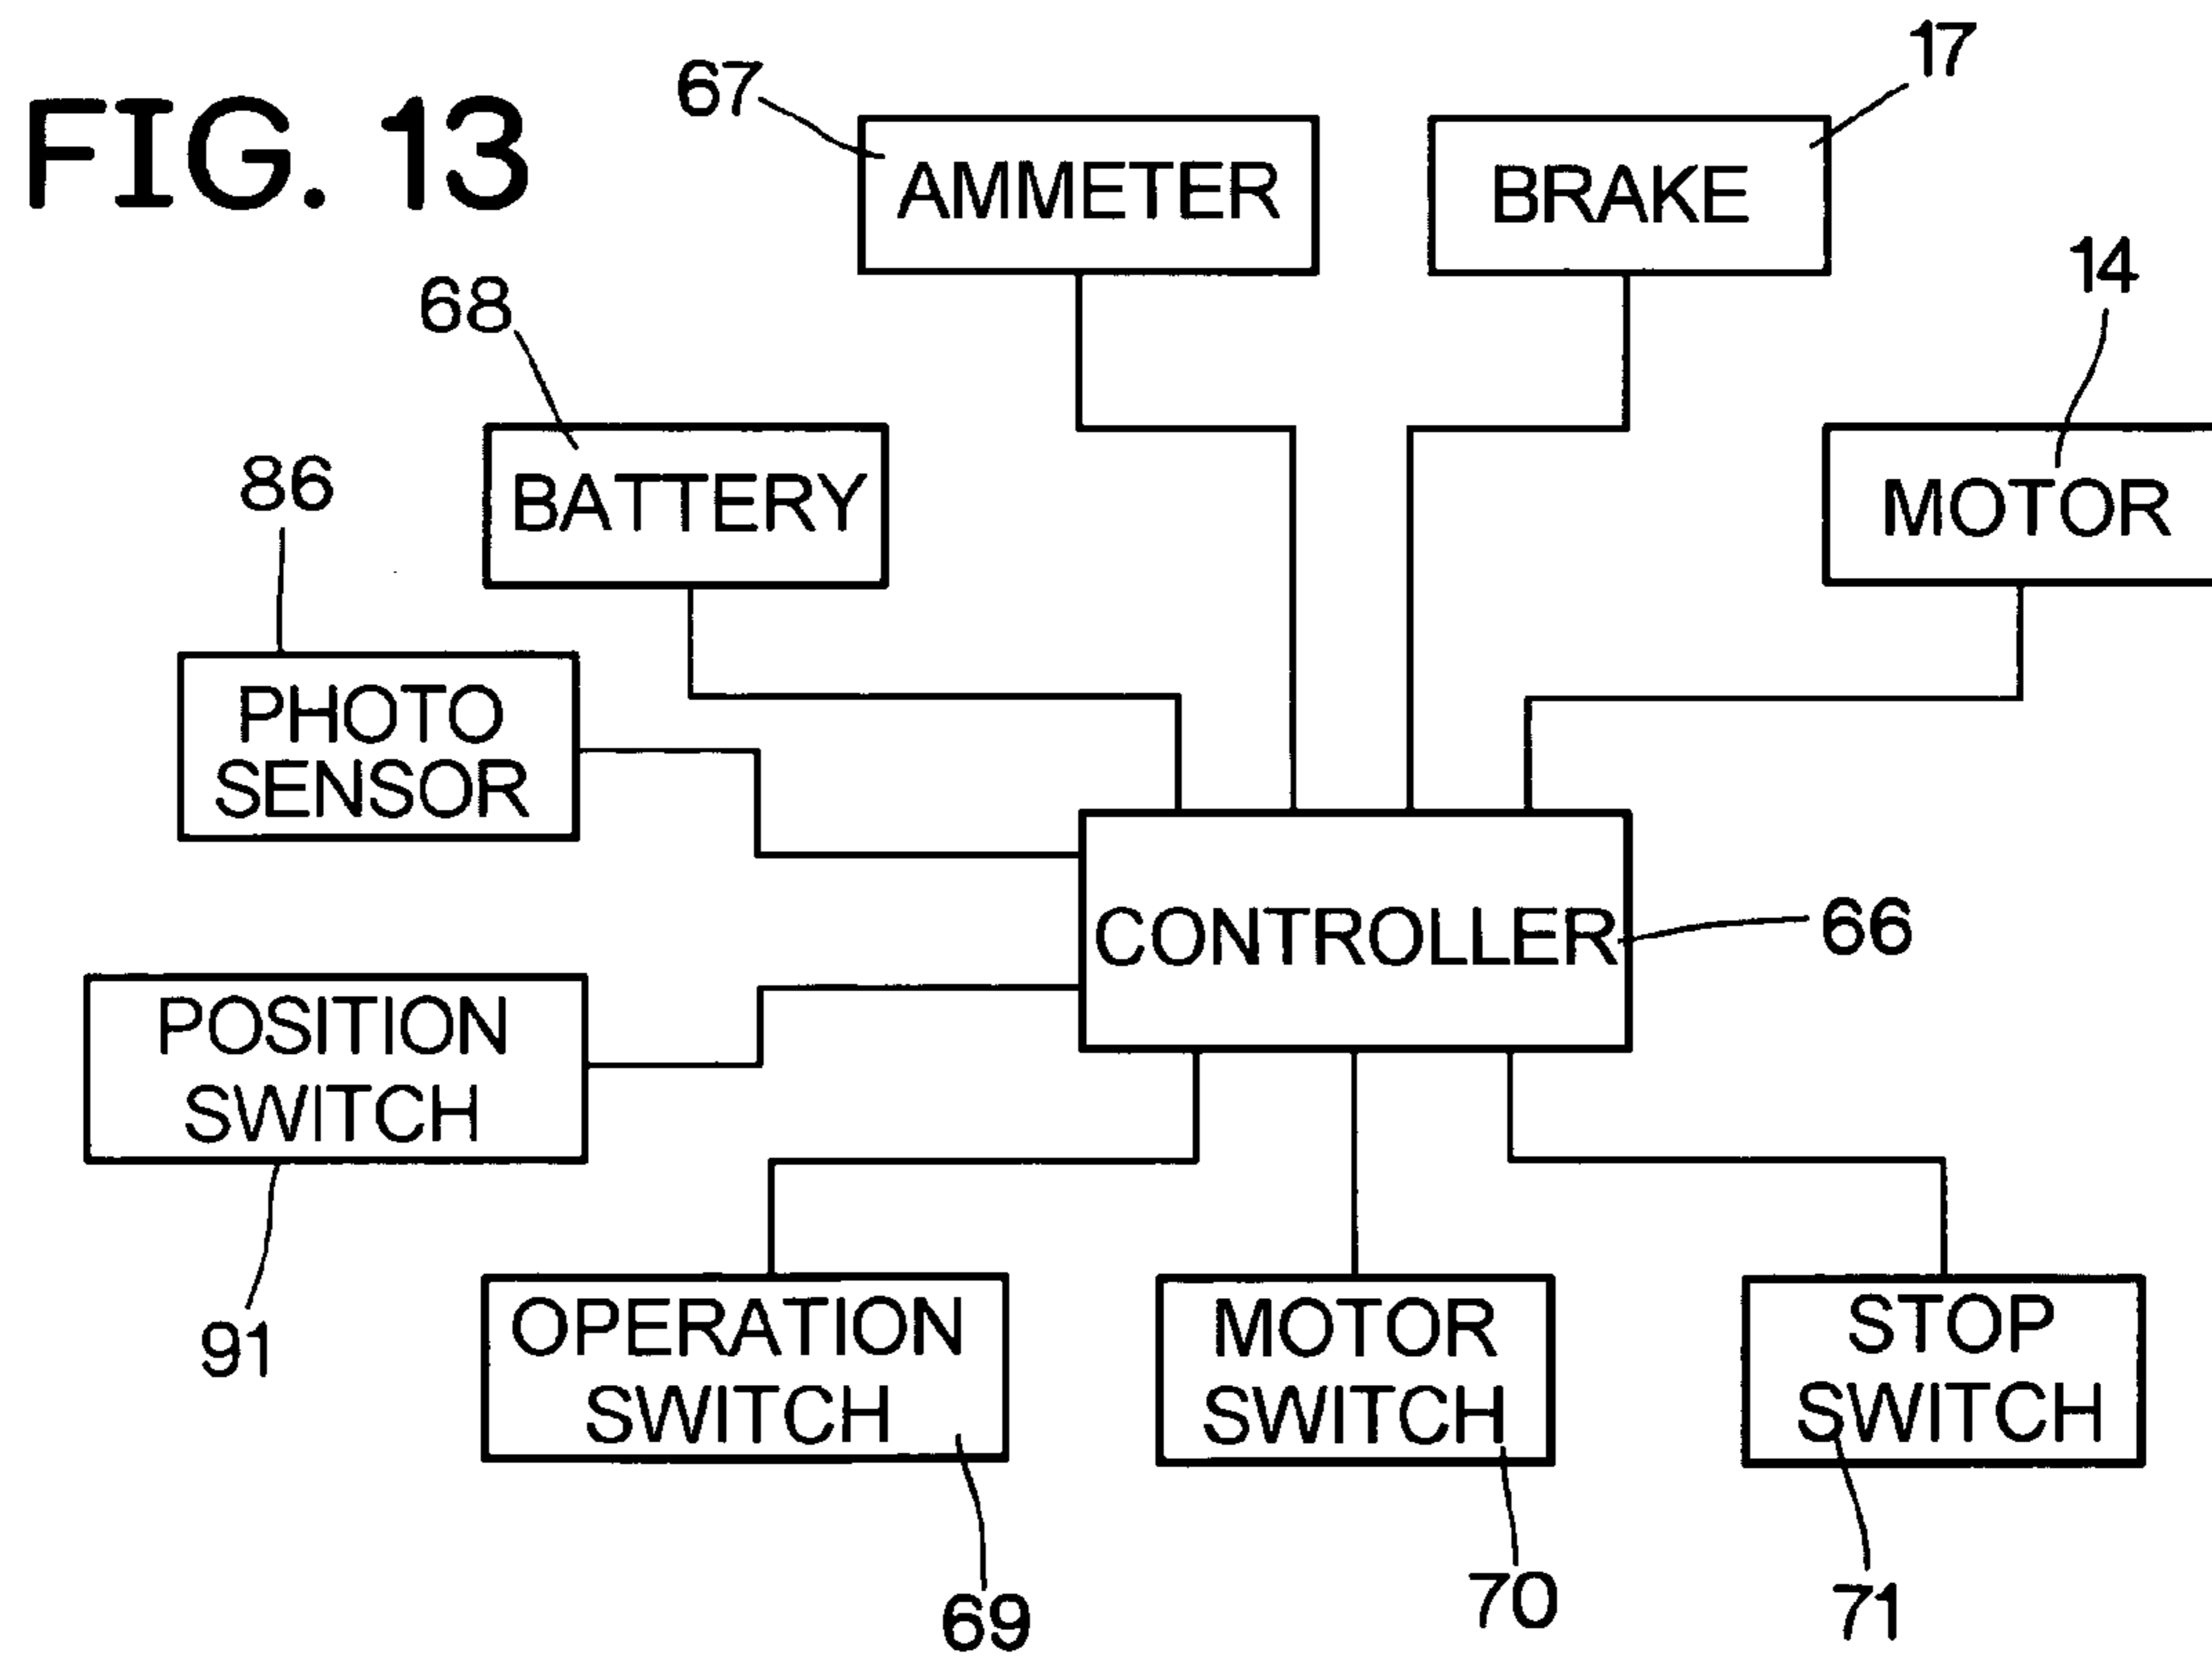 FIG. 13
67
17
AMMETER
BRAKE
68
14
BATTERY
MOTOR
86
PHOTO
SENSOR
CONTROLLER
66
POSITION
SWITCH
91
OPERATION
SWITCH
MOTOR
SWITCH
STOP
SWITCH
69
70
71